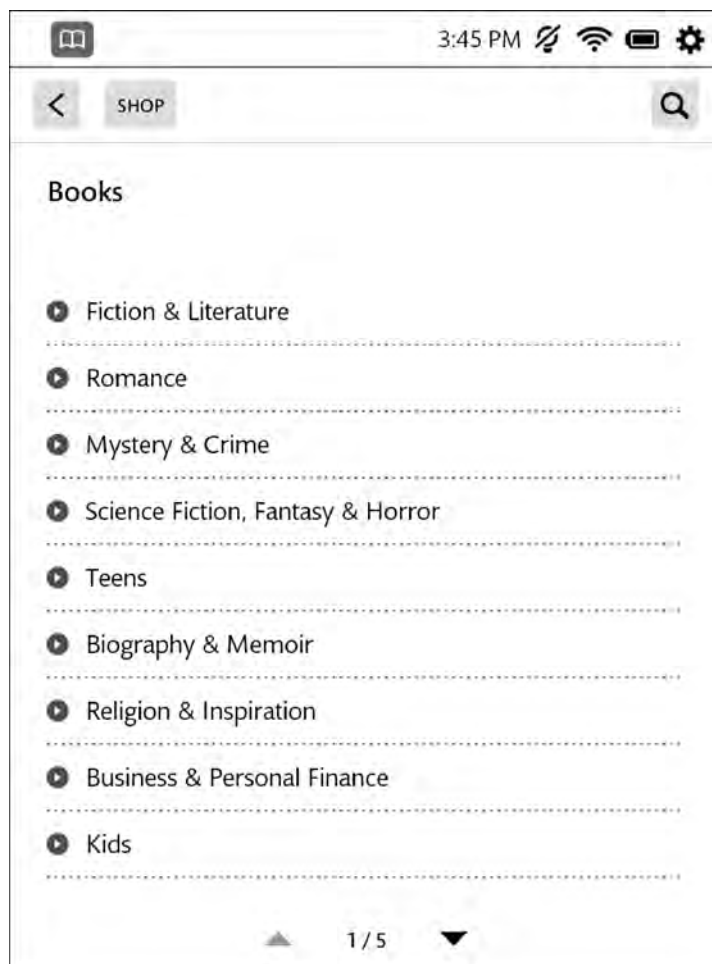 3:45 PM
SHOP
Books
Fiction & Literature
Romance
Mystery & Crime
Science Fiction, Fantasy & Horror
Teens
Biography & Memoir
Religion & Inspiration
Business & Personal Finance
Kids
1 / 5